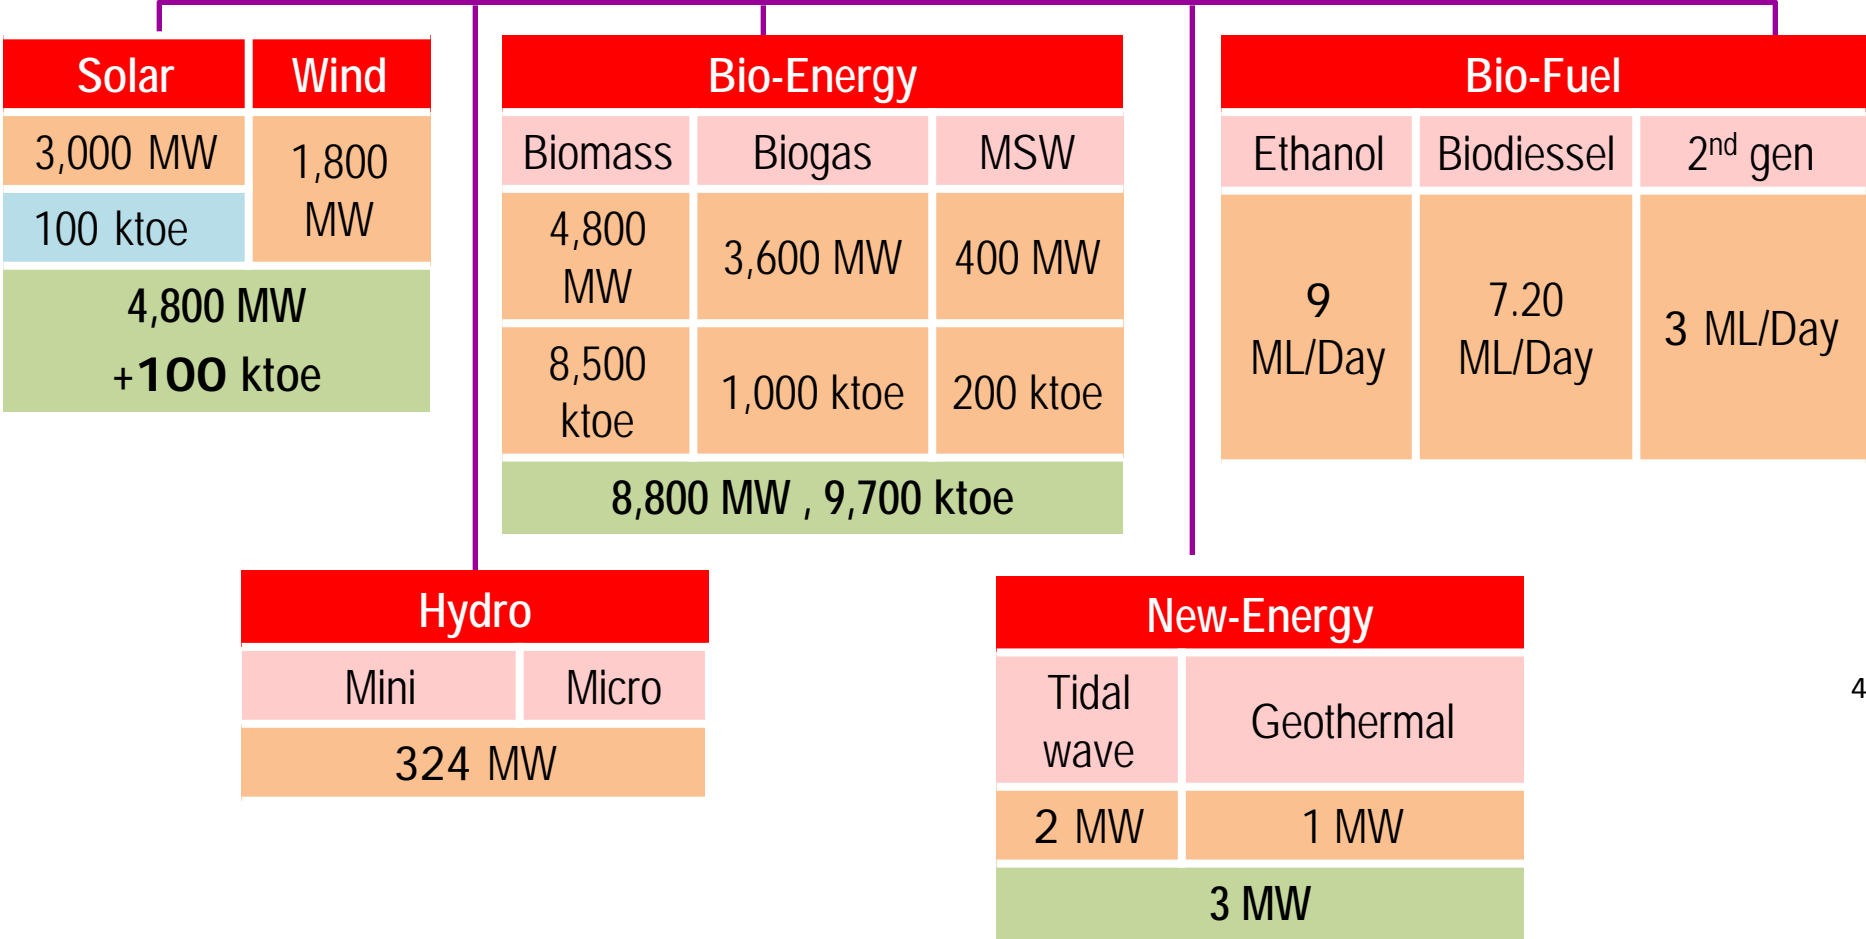 Solar Wind
3,000 MW
1,800
MW
100 ktoe
4,800 MW
+100 ktoe
Bio-Energy
Biomass Biogas MSW
4,800
MW
3,600 MW
400 MW
8,500
ktoe
1,000 ktoe
200 ktoe
8,800 MW , 9,700 ktoe
Bio-Fuel
Ethanol Biodiessel 2nd gen
9
ML/Day
7.20
ML/Day
3 ML/Day
Hydro
Mini Micro
324 MW
New-Energy
Tidal
wave
Geothermal
2 MW 1 MW
3 MW
4